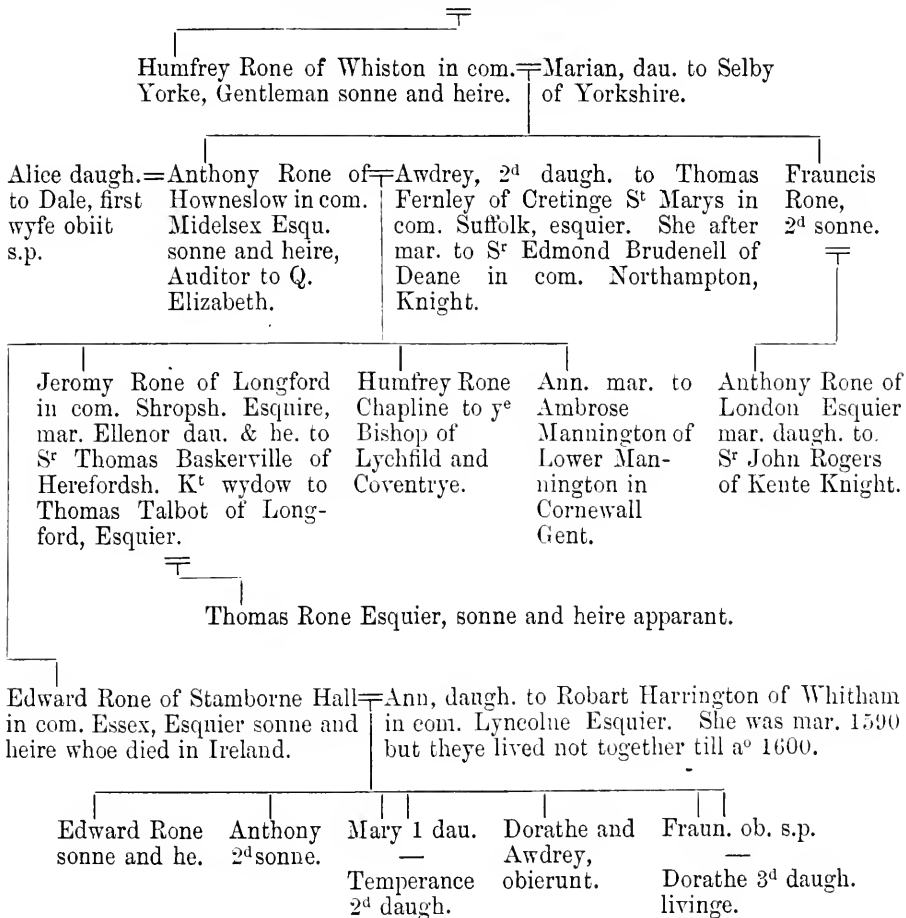 Humfrey Rone of Whiston in com.
Yorke, Gentleman sonne and heire.
Marian, dau. to Selby
of Yorkshire.
Alice daugh.
to Dale, first
wyfe obiit
s.p.
Anthony Rone of
Howneslow in com.
Midelsex Esqu.
sonne and heire,
Auditor to Q.
Elizabeth.
Awdrey, 2d daugh. to Thomas
Fernley of Cretinge St Marys in
com. Suffolk, esquier. She after
mar. to Sr Edmond Brudenell of
Deane in com. Northampton,
Knight.
Frauncis
Rone,
2d sonne.
Jeromy Rone of Longford
in com. Shropsh. Esquire,
mar. Ellenor dau. & he. to
Sr Thomas Baskerville of
Herefordsh. Kt wydow to
Thomas Talbot of Long-
ford, Esquier.
Humfrey Rone
Chapline to ye
Bishop of
Lychfild and
Coventrye.
Ann. mar. to
Ambrose
Mannington of
Lower Man-
nington in
Cornewall
Gent.
Anthony Rone of
London Esquier
mar. daugh. to.
Sr John Rogers
of Kente Knight.
Thomas Rone Esquier, sonne and heire apparant.
Edward Rone of Stamborne Hall
in com. Essex, Esquier sonne and
heire whoe died in Ireland.
Ann, daugh. to Robart Harrington of Whitham
in com. Lyncolne Esquier. She was mar. 1590
but theye lived not together till ao 1600.
Edward Rone
sonne and he.
Anthony
2d sonne.
Mary 1 dau.
—
Temperance
2d daugh.
Dorathe and
Awdrey,
obierunt.
Fraun. ob. s.p.
—
Dorathe 3d daugh.
livinge.